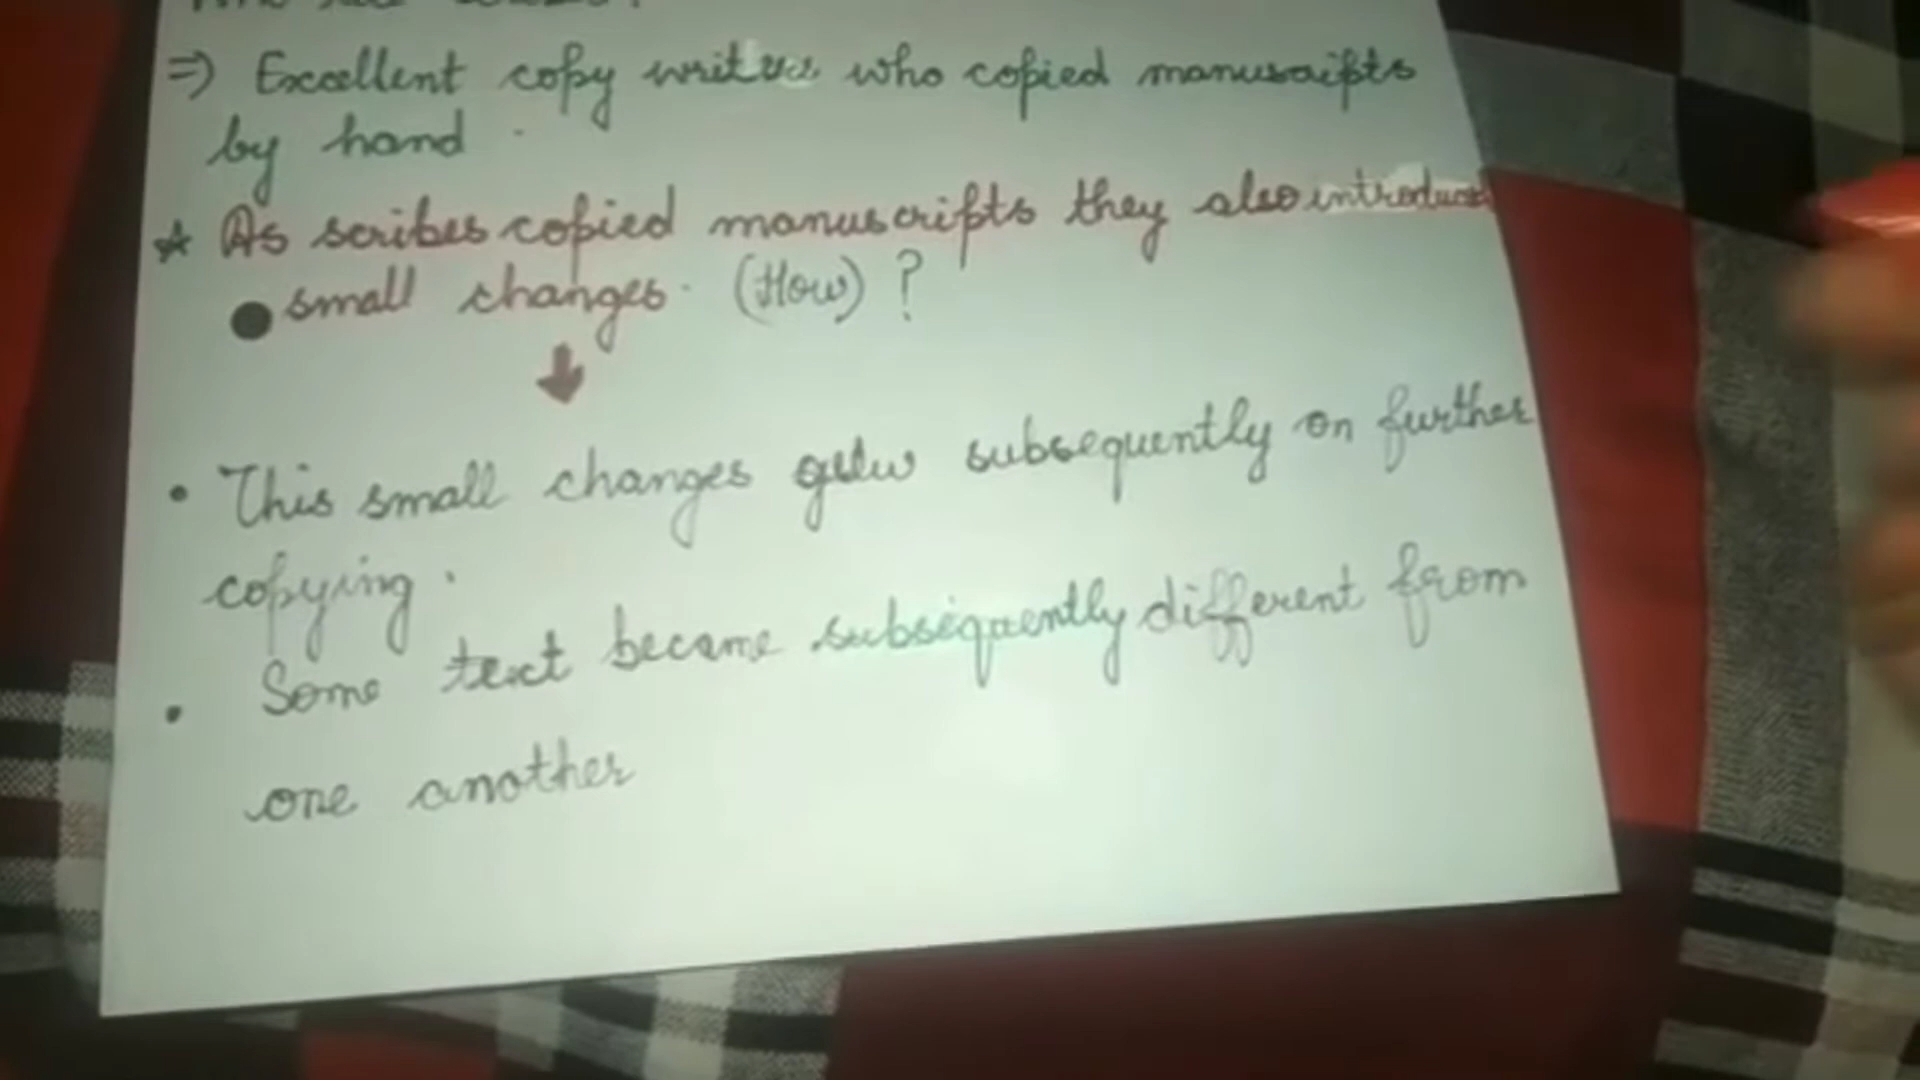 ⇒ Excellent copy writers who copied manuscripts
by hand.
☆ As scribes copied manuscripts they also introduced
● small changes. (How) ?
↓
• This small changes grew subsequently on further
copying.
• Some text became subsequently different from
one another